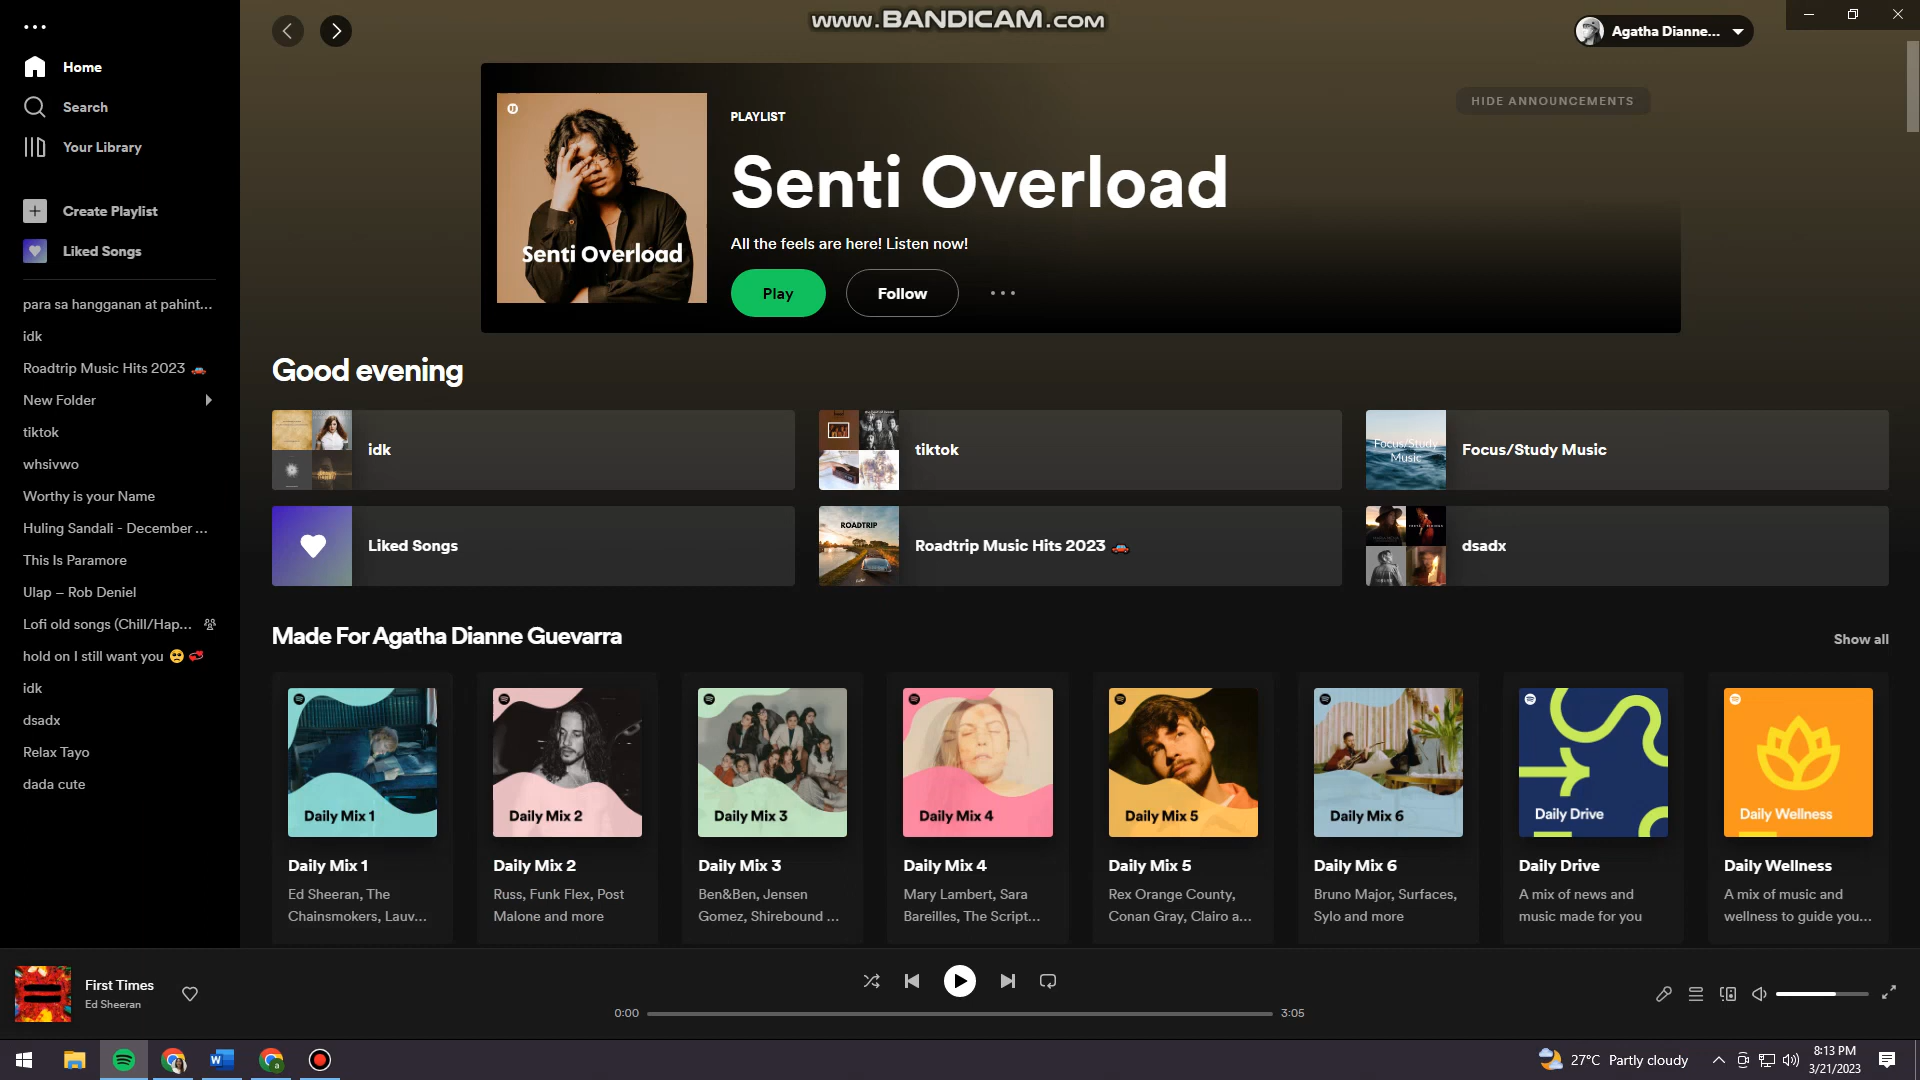 www.BANDICAM.com
Agatha Dianne...
Home
Search
Your Library
Create Playlist
Liked Songs
para sa hangganan at pahint...
idk
Roadtrip Music Hits 2023 🚗
New Folder
tiktok
whsivwo
Worthy is your Name
Huling Sandali - December ...
This Is Paramore
Ulap – Rob Deniel
Lofi old songs (Chill/Hap...
hold on I still want you 🥺 💞
idk
dsadx
Relax Tayo
dada cute
HIDE ANNOUNCEMENTS
Senti Overload
PLAYLIST
Senti Overload
All the feels are here! Listen now!
Play
Follow
Good evening
idk
tiktok
Focus/Study
Music
Focus/Study Music
Liked Songs
ROADTRIP
Roadtrip Music Hits 2023 🚗
dsadx
Made For Agatha Dianne Guevarra
Show all
Daily Mix 1
Daily Mix 2
Daily Mix 3
Daily Mix 4
Daily Mix 5
Daily Mix 6
Daily Drive
Daily Wellness
Daily Mix 1
Ed Sheeran, The
Chainsmokers, Lauv...
Daily Mix 2
Russ, Funk Flex, Post
Malone and more
Daily Mix 3
Ben&Ben, Jensen
Gomez, Shirebound ...
Daily Mix 4
Mary Lambert, Sara
Bareilles, The Script...
Daily Mix 5
Rex Orange County,
Conan Gray, Clairo a...
Daily Mix 6
Bruno Major, Surfaces,
Sylo and more
Daily Drive
A mix of news and
music made for you
Daily Wellness
A mix of music and
wellness to guide you...
First Times
Ed Sheeran
0:00
3:05
27°C Partly cloudy
8:13 PM
3/21/2023